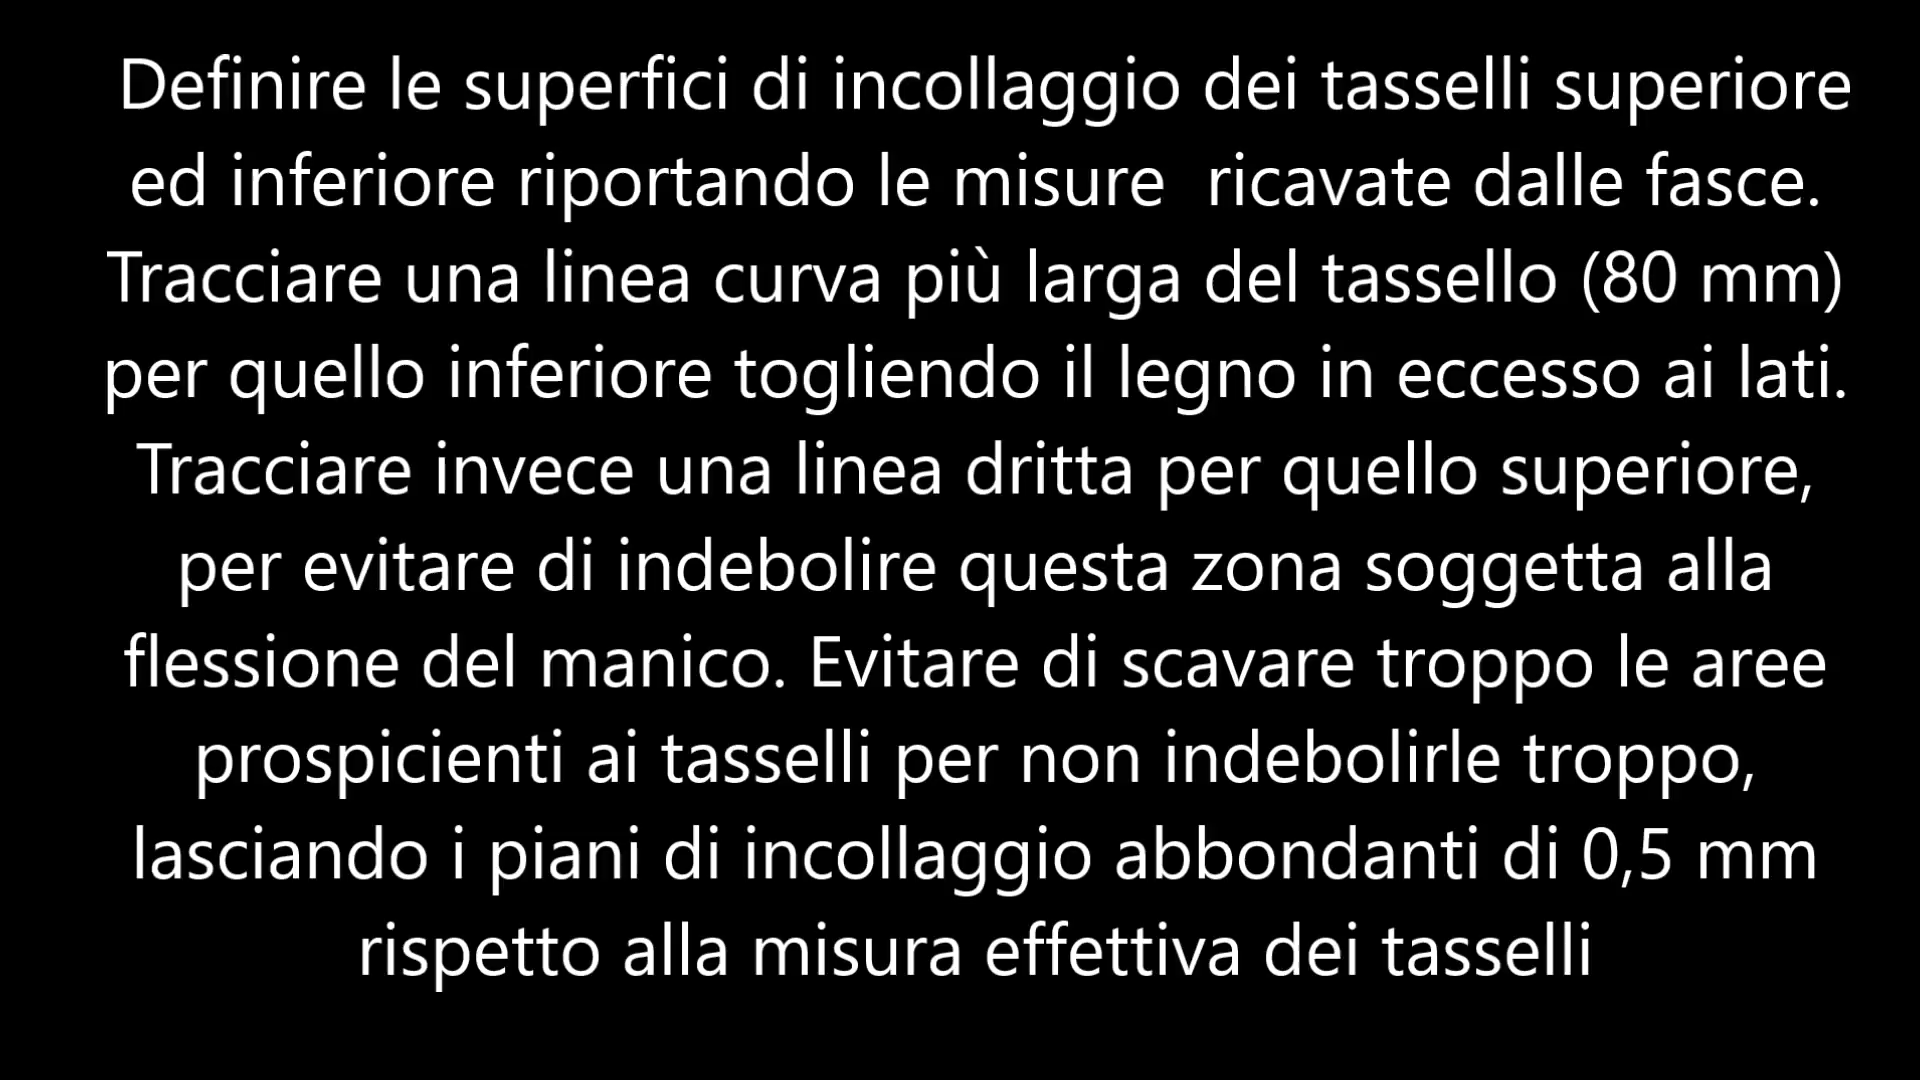 Definire le superfici di incollaggio dei tasselli superiore
ed inferiore riportando le misure  ricavate dalle fasce.
Tracciare una linea curva più larga del tassello (80 mm)
per quello inferiore togliendo il legno in eccesso ai lati.
Tracciare invece una linea dritta per quello superiore,
per evitare di indebolire questa zona soggetta alla
flessione del manico. Evitare di scavare troppo le aree
prospicienti ai tasselli per non indebolirle troppo,
lasciando i piani di incollaggio abbondanti di 0,5 mm
rispetto alla misura effettiva dei tasselli